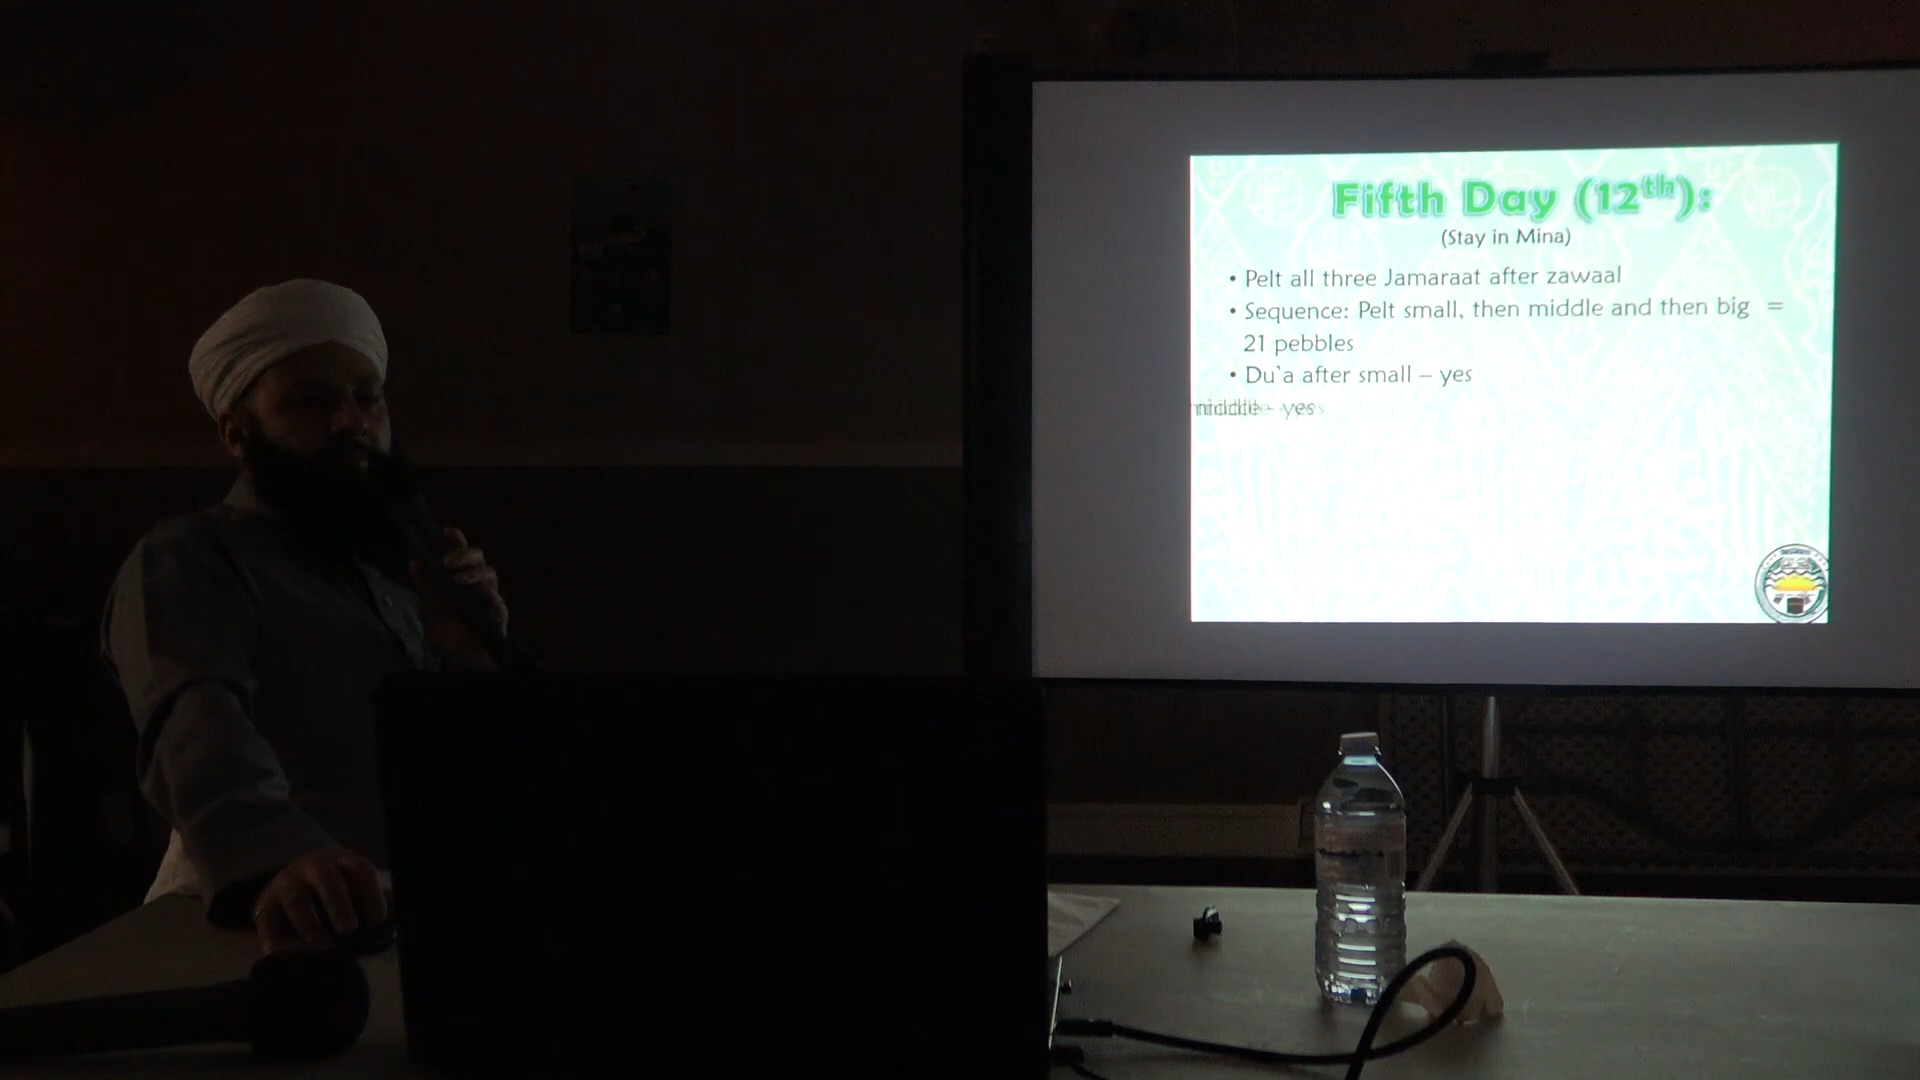 Fifth Day (12th):
(Stay in Mina)
• Pelt all three Jamaraat after zawaal
• Sequence: Pelt small, then middle and then big =
21 pebbles
• Du'a after small – yes
middle – yes